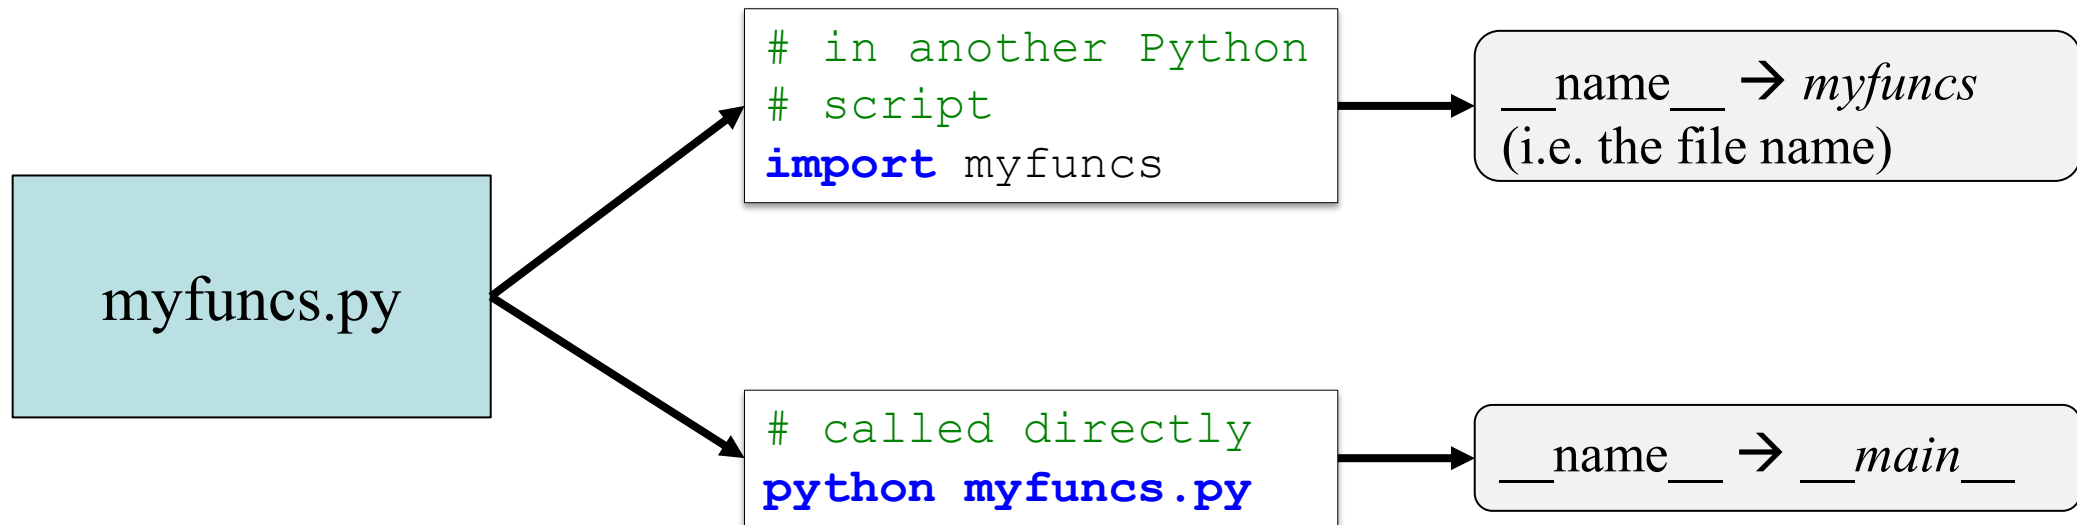 myfuncs.py
# in another Python
# script
import myfuncs
__name__ → myfuncs
(i.e. the file name)
# called directly
python myfuncs.py
__name__ → __main__